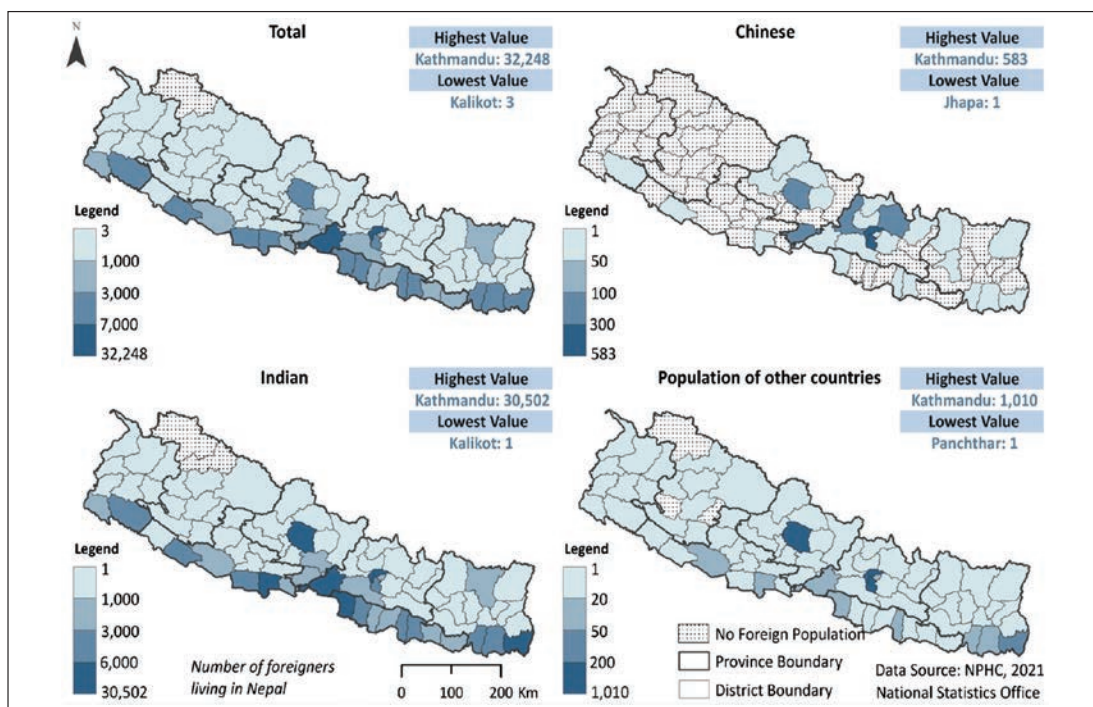 N
Total
Highest Value
Kathmandu: 32,248
Lowest Value
Kalikot: 3
Legend
3
1,000
3,000
7,000
32,248
Chinese
Highest Value
Kathmandu: 583
Lowest Value
Jhapa: 1
Legend
1
50
100
300
583
Indian
Highest Value
Kathmandu: 30,502
Lowest Value
Kalikot: 1
Legend
1
1,000
3,000
6,000
30,502
Number of foreigners
living in Nepal
0 100 200 Km
Population of other countries
Highest Value
Kathmandu: 1,010
Lowest Value
Panchthar: 1
Legend
1
20
50
200
1,010
No Foreign Population
Province Boundary
District Boundary
Data Source: NPHC, 2021
National Statistics Office